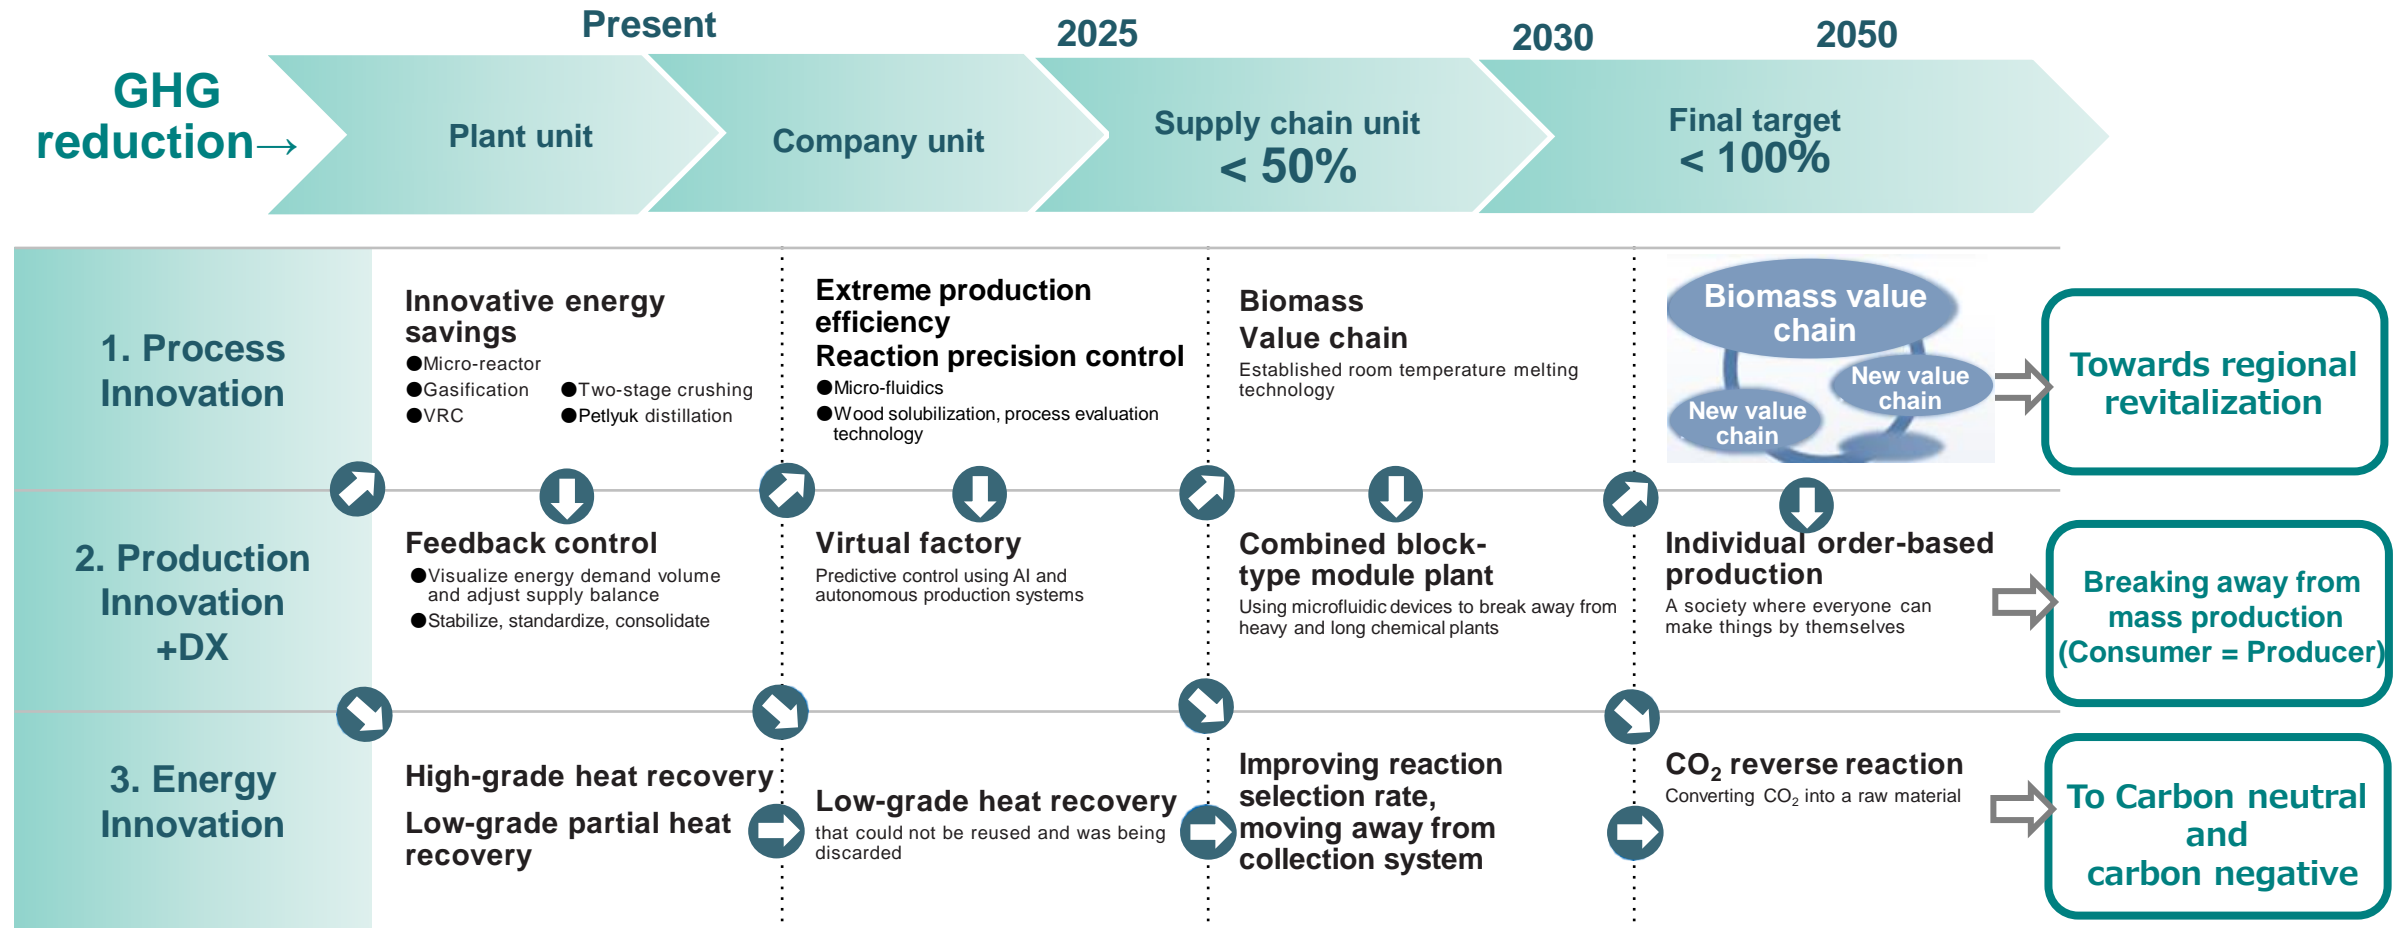 Present
2025
2030
2050
GHG
reduction→
Plant unit
Company unit
Supply chain unit
< 50%
Final target
< 100%
1. Process
Innovation
Innovative energy
savings
●Micro-reactor
●Gasification ●Two-stage crushing
●VRC ●Petlyuk distillation
Extreme production
efficiency
Reaction precision control
●Micro-fluidics
●Wood solubilization, process evaluation
technology
Biomass
Value chain
Established room temperature melting
technology
Biomass value
chain
New value
chain
New value
chain
Towards regional
revitalization
2. Production
Innovation
+DX
Feedback control
●Visualize energy demand volume
and adjust supply balance
●Stabilize, standardize, consolidate
Virtual factory
Predictive control using AI and
autonomous production systems
Combined block-
type module plant
Using microfluidic devices to break away from
heavy and long chemical plants
Individual order-based
production
A society where everyone can
make things by themselves
Breaking away from
mass production
(Consumer = Producer)
3. Energy
Innovation
High-grade heat recovery
Low-grade partial heat
recovery
Low-grade heat recovery
that could not be reused and was being
discarded
Improving reaction
selection rate,
moving away from
collection system
CO₂ reverse reaction
Converting CO₂ into a raw material
To Carbon neutral
and
carbon negative